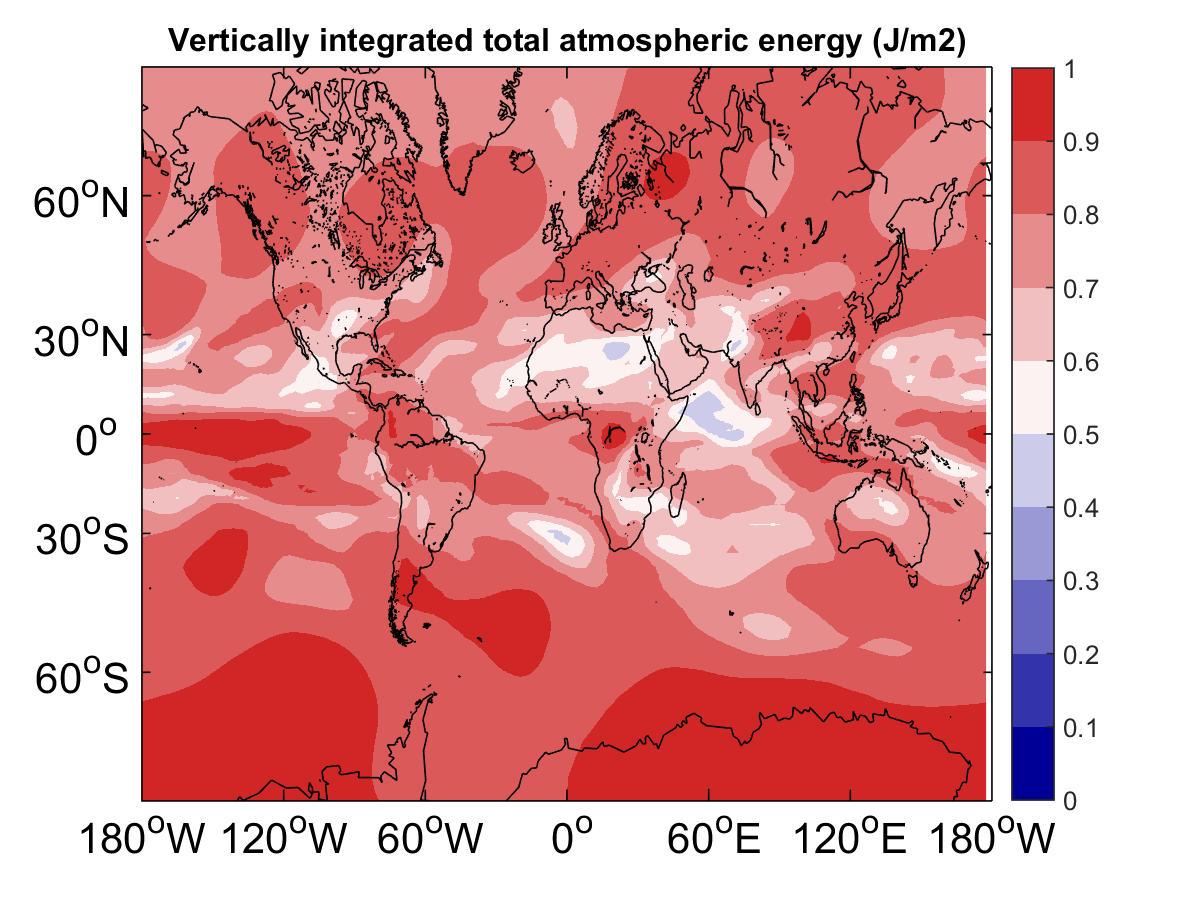 Vertically integrated total atmospheric energy (J/m2)
60°N
30°N
0°
30°S
60°S
180°W 120°W 60°W 0° 60°E 120°E 180°W
1
0.9
0.8
0.7
0.6
0.5
0.4
0.3
0.2
0.1
0